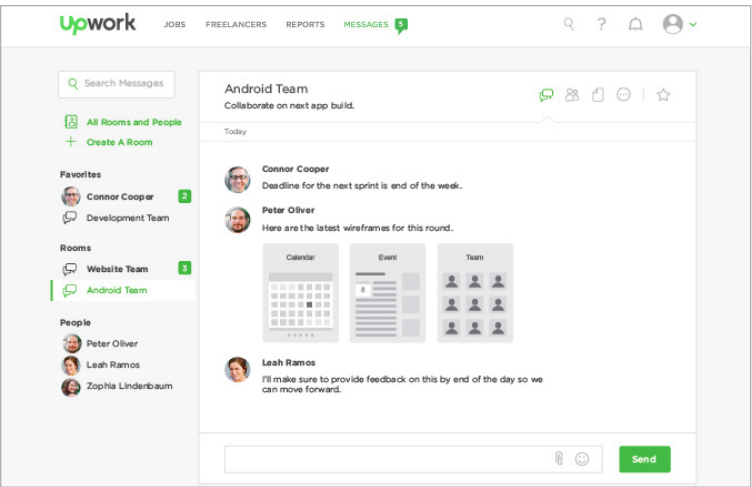 Upwork
JOBS
FREELANCERS
REPORTS
MESSAGES 5
?
Search Messages
All Rooms and People
Create A Room
Favorites
Connor Cooper 2
Development Team
Rooms
Website Team 3
Android Team
People
Peter Oliver
Leah Ramos
Zophia Lindenbaum
Android Team
Collaborate on next app build.
Today
Connor Cooper
Deadline for the next sprint is end of the week.
Peter Oliver
Here are the latest wireframes for this round.
Calendar
Event
8
Team
Leah Ramos
I'll make sure to provide feedback on this by end of the day so we
can move forward.
Send